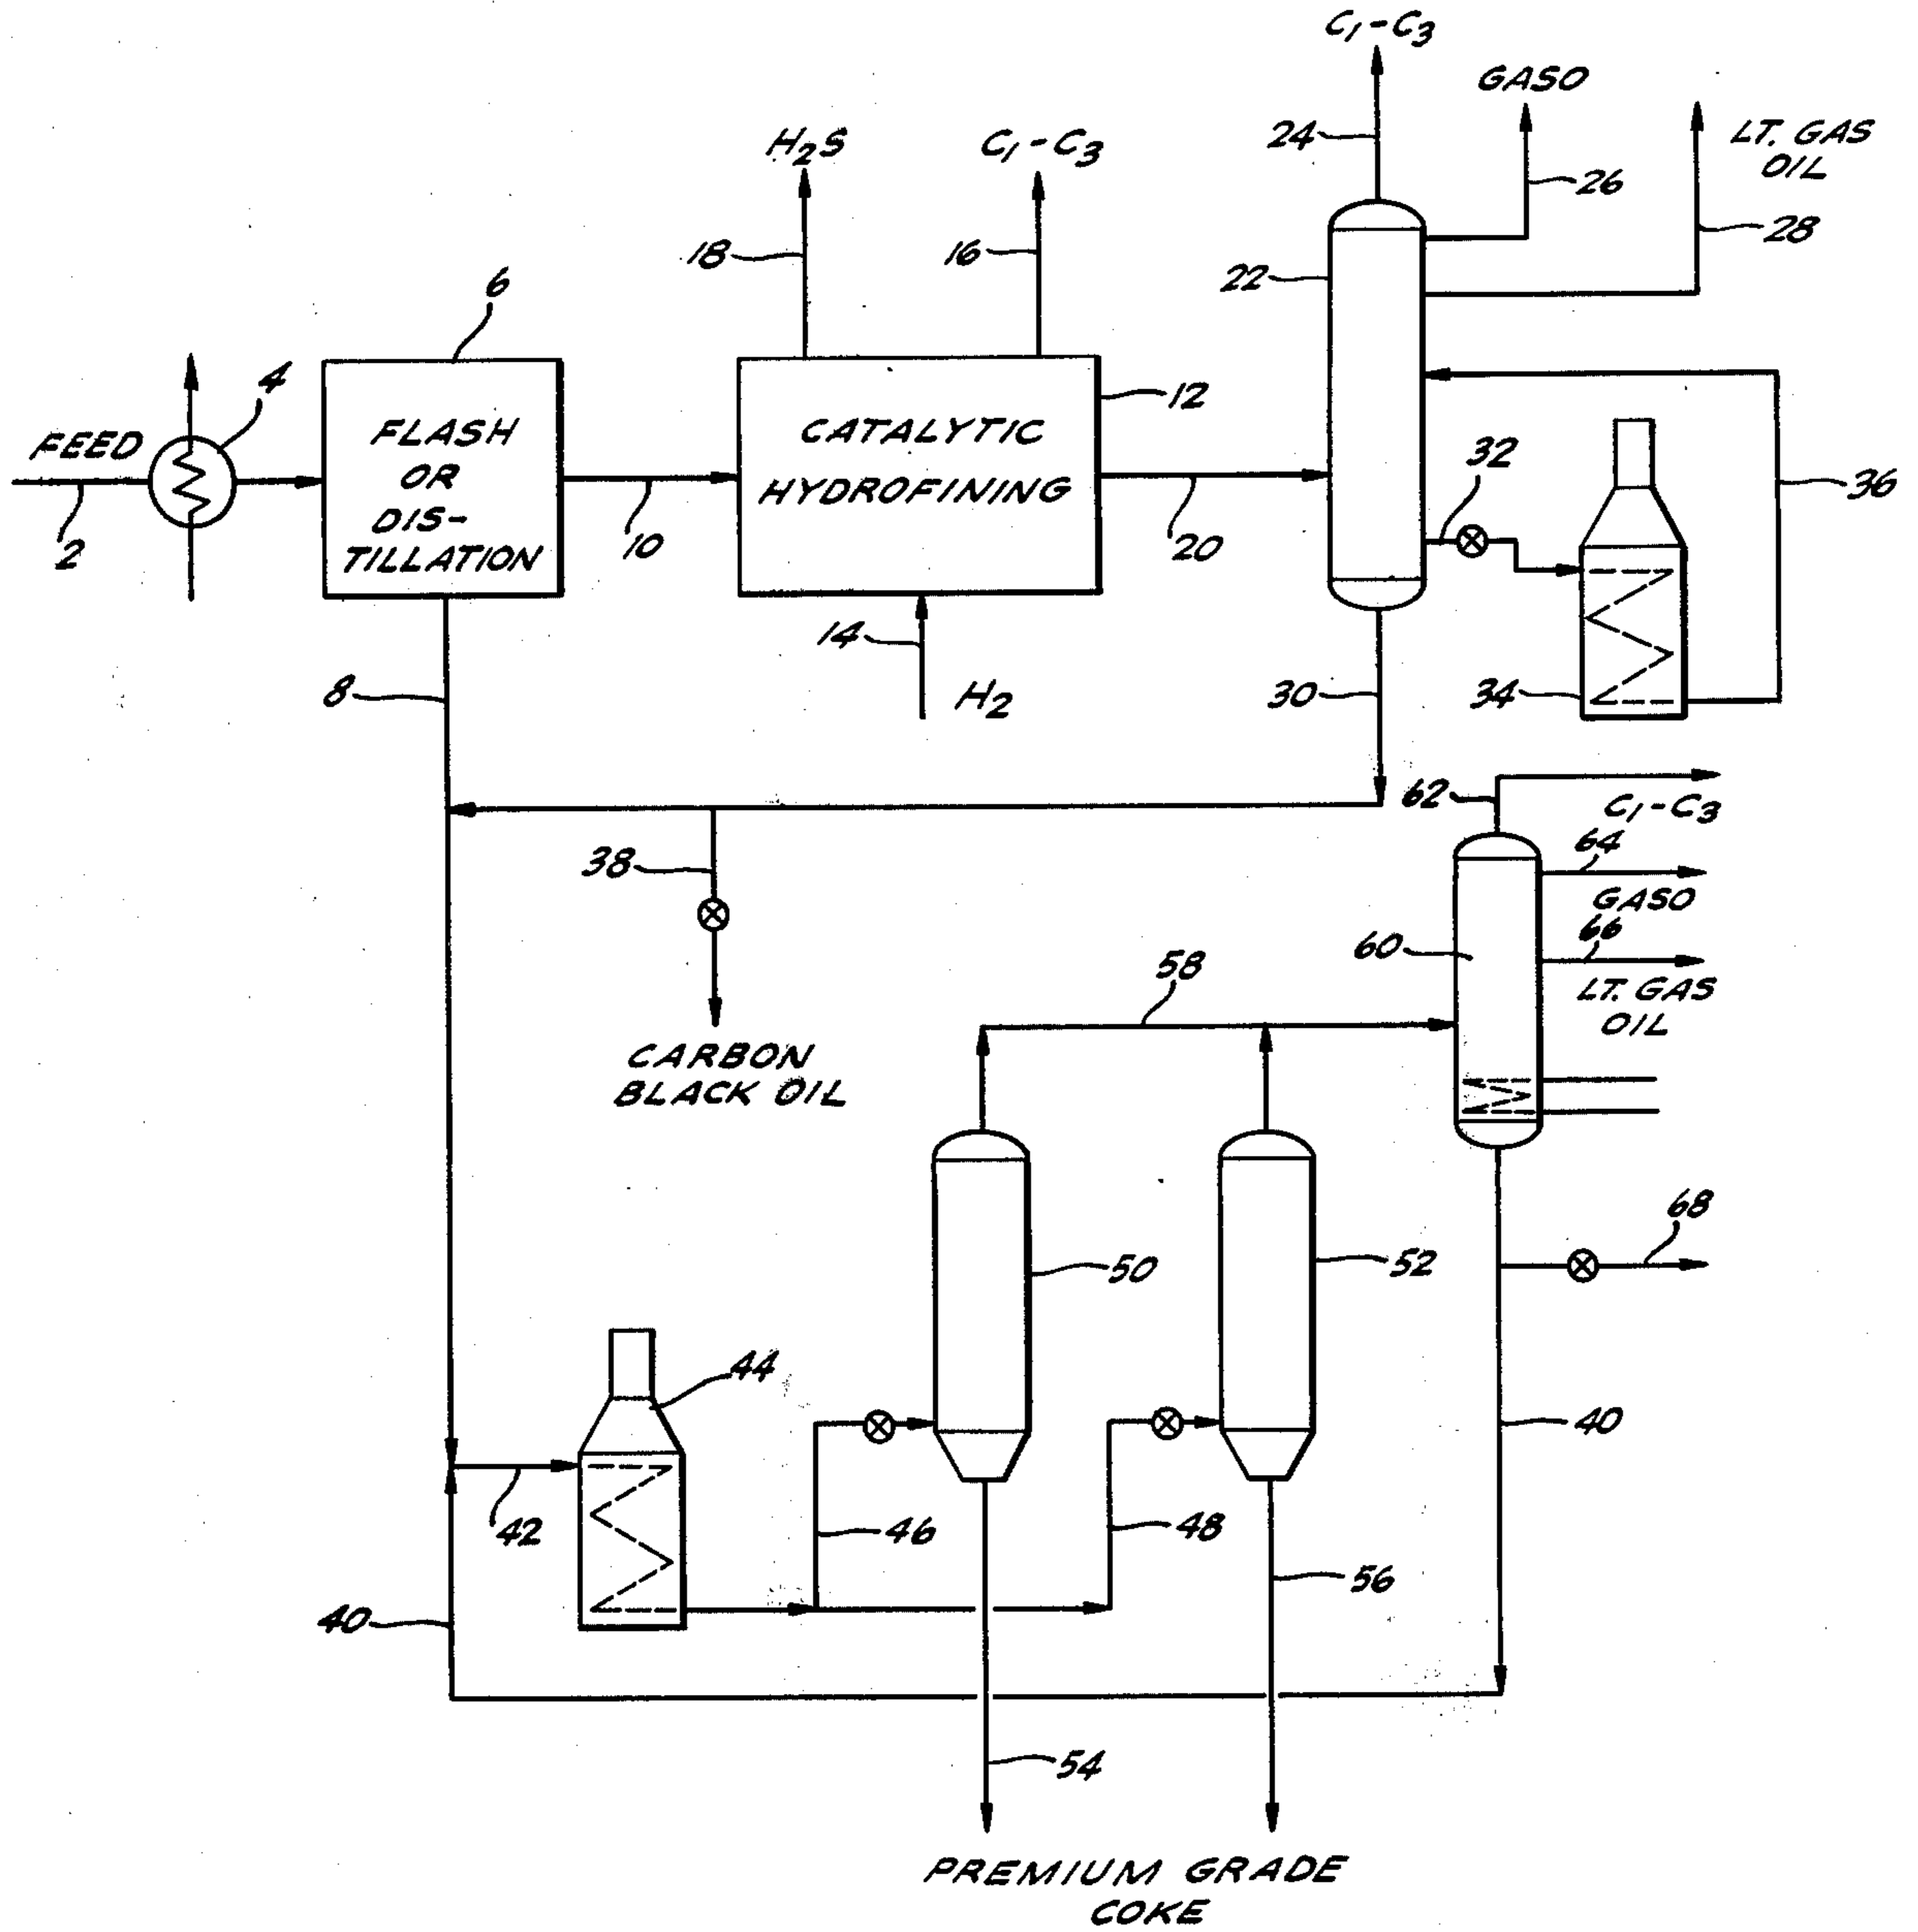 C1-C3
GASO
24
LT. GAS
OIL
H2S
C1-C3
26
18
16
28
22
6
4
12
FEED
FLASH
OR
DIS-
TILLATION
CATALYTIC
HYDROFINING
32
36
2
10
20
14
8
H2
30
34
62
C1-C3
64
38
GASO
60
66
58
LT. GAS
OIL
CARBON
BLACK OIL
68
50
52
44
40
42
46
48
56
40
54
PREMIUM GRADE
COKE